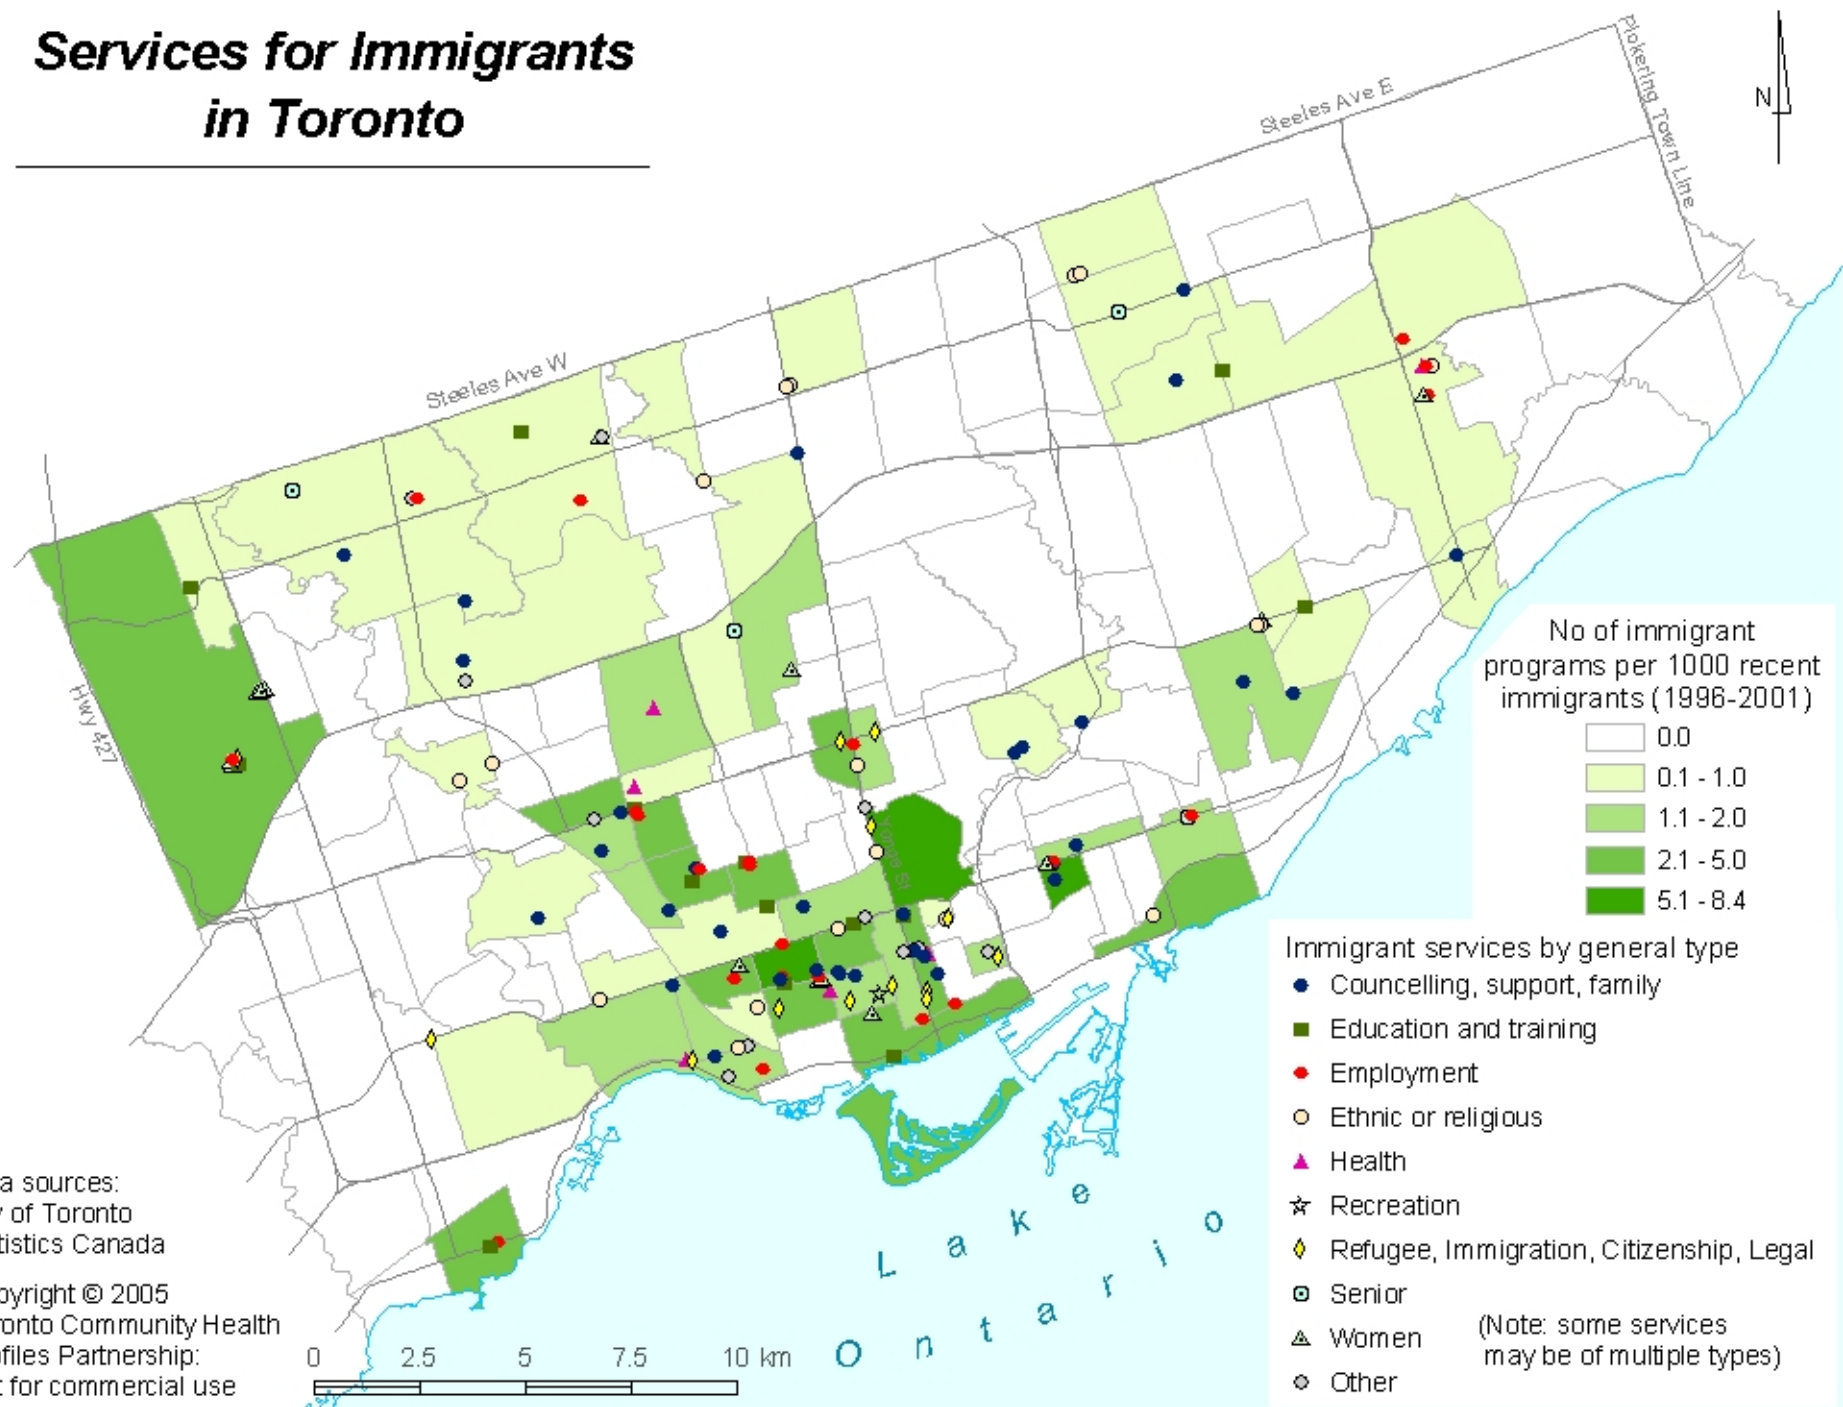 Services for Immigrants
in Toronto
Steeles Ave E
Pickering Town Line
N
Steeles Ave W
Hwy 427
Yonge St
No of immigrant
programs per 1000 recent
immigrants (1996-2001)
0.0
0.1 - 1.0
1.1 - 2.0
2.1 - 5.0
5.1 - 8.4
Immigrant services by general type
Councelling, support, family
Education and training
Employment
Ethnic or religious
Health
Recreation
Refugee, Immigration, Citizenship, Legal
Senior
Women
Other
(Note: some services
may be of multiple types)
Lake
Ontario
a sources:
y of Toronto
tistics Canada
pyright © 2005
ronto Community Health
ofiles Partnership:
t for commercial use
0 2.5 5 7.5 10 km